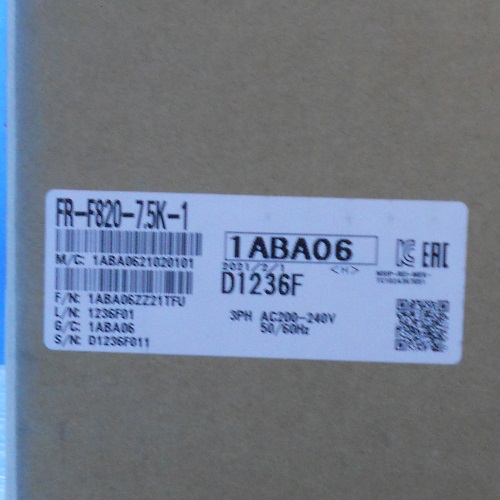 FR-F820-7.5K-1
M/C: 1ABA0621020101
F/N: 1ABA06ZZ21TFU
L/N: 1236F01
G/C: 1ABA06
S/N: D1236F011
1ABA06
2021/2/1 <H>
D1236F
3PH AC200-240V
50/60Hz
EAC